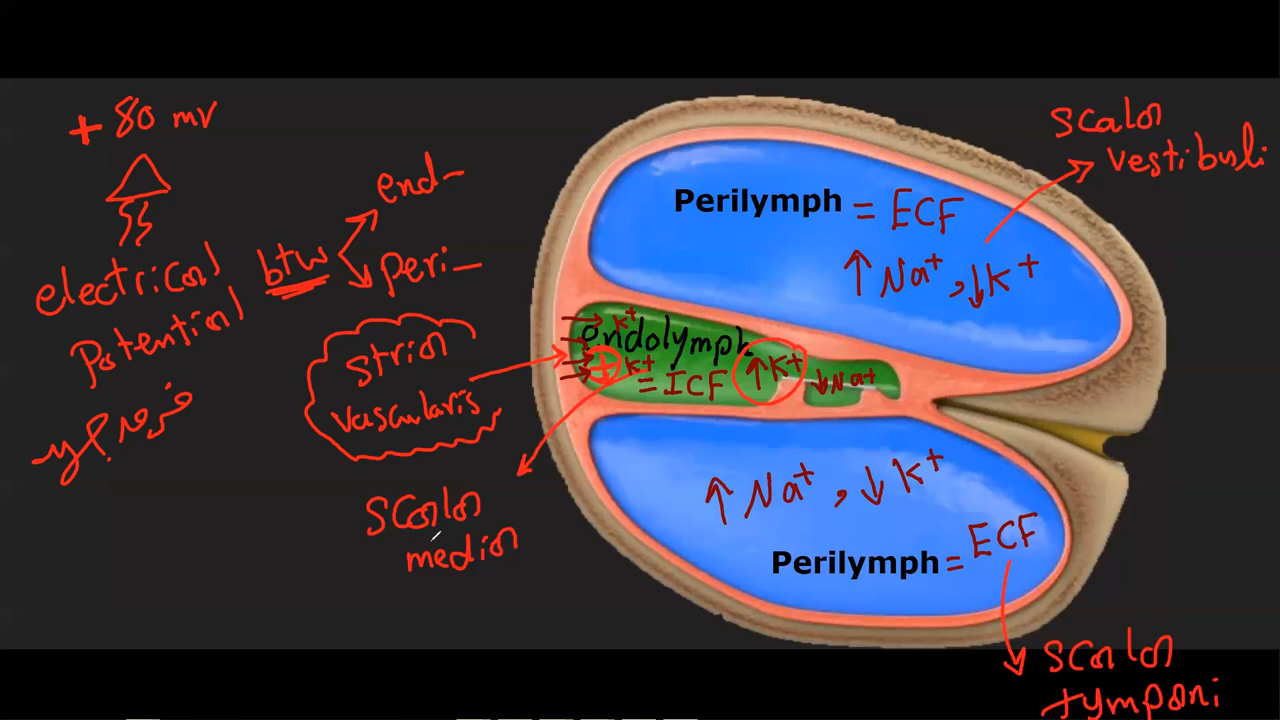 + 80 mv
electrical
Potential
btw
end-
peri-
stria
vascularis
scala
media
Perilymph = ECF
↑ Na+, ↓K+
scala
vestibuli
K+
endolymph
+ K+ ↑K+ ↓Na+
= ICF
↑ Na+, ↓K+
Perilymph = ECF
scala
tympani